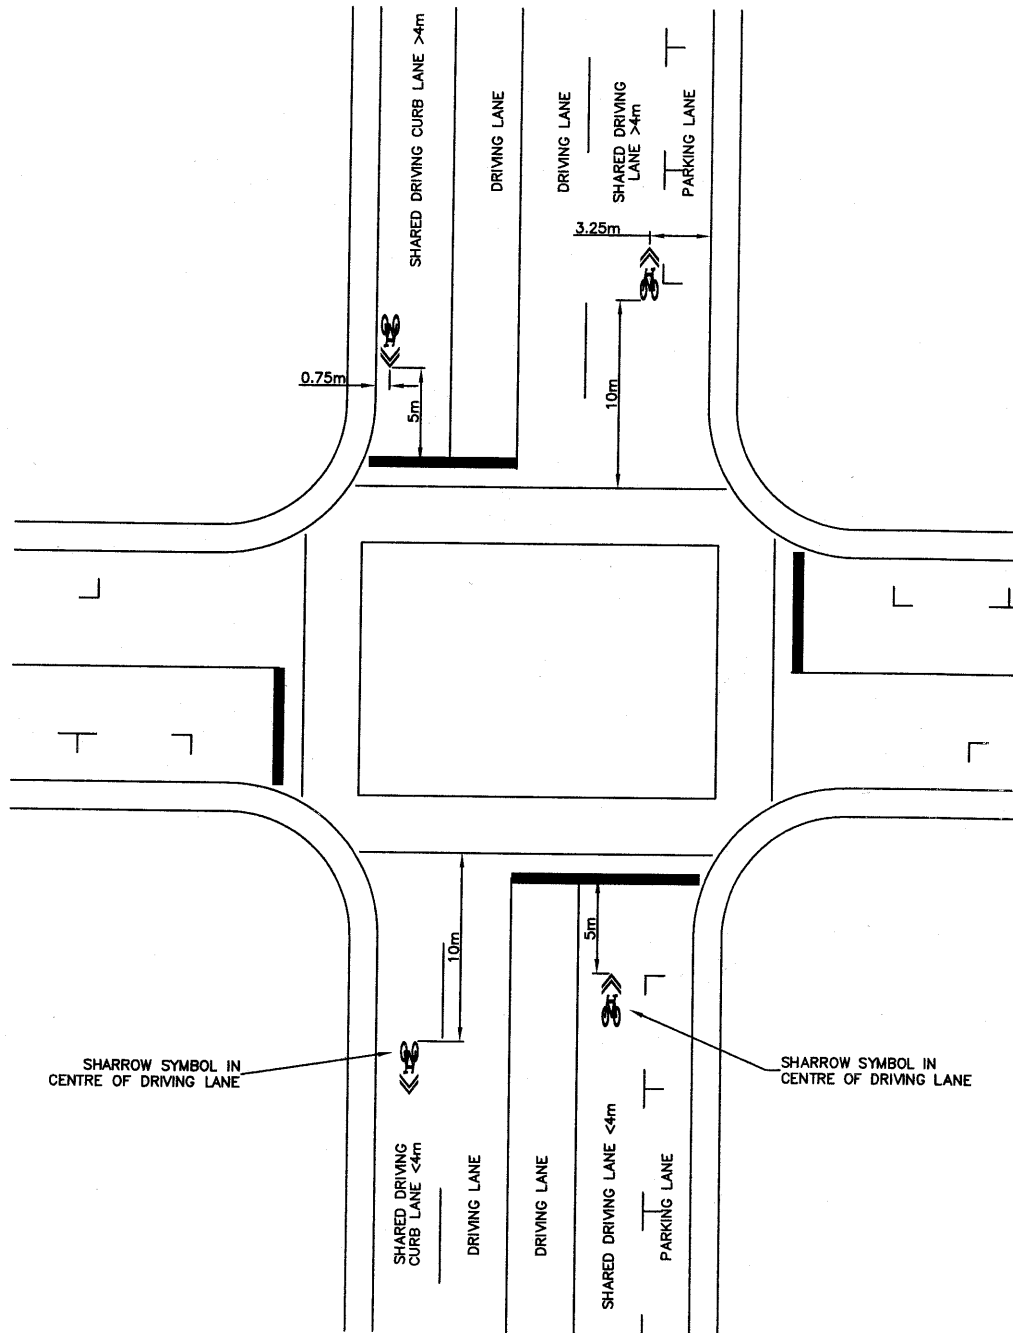 SHARED DRIVING CURB LANE >4m
DRIVING LANE
DRIVING LANE
SHARED DRIVING
LANE >4m
PARKING LANE
3.25m
0.75m
5m
10m
10m
5m
SHARROW SYMBOL IN
CENTRE OF DRIVING LANE
SHARROW SYMBOL IN
CENTRE OF DRIVING LANE
SHARED DRIVING
CURB LANE <4m
DRIVING LANE
DRIVING LANE
SHARED DRIVING LANE <4m
PARKING LANE